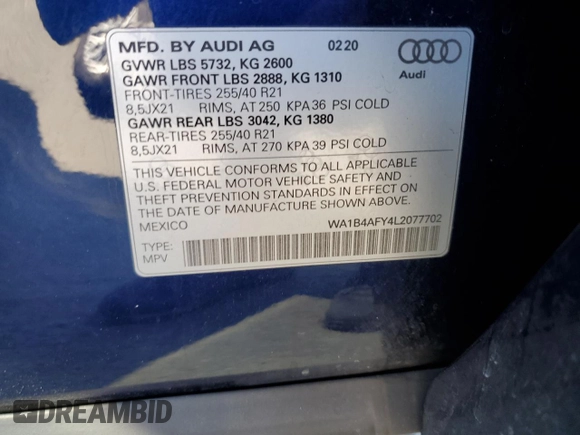 MFD. BY AUDI AG 02/20
GVWR LBS 5732, KG 2600
GAWR FRONT LBS 2888, KG 1310
FRONT-TIRES 255/40 R21
8,5JX21 RIMS, AT 250 KPA 36 PSI COLD
GAWR REAR LBS 3042, KG 1380
REAR-TIRES 255/40 R21
8,5JX21 RIMS, AT 270 KPA 39 PSI COLD
Audi
THIS VEHICLE CONFORMS TO ALL APPLICABLE
U.S. FEDERAL MOTOR VEHICLE SAFETY AND
THEFT PREVENTION STANDARDS IN EFFECT ON
THE DATE OF MANUFACTURE SHOWN ABOVE.
MEXICO WA1B4AFY4L2077702
TYPE:
MPV
DREAMBID